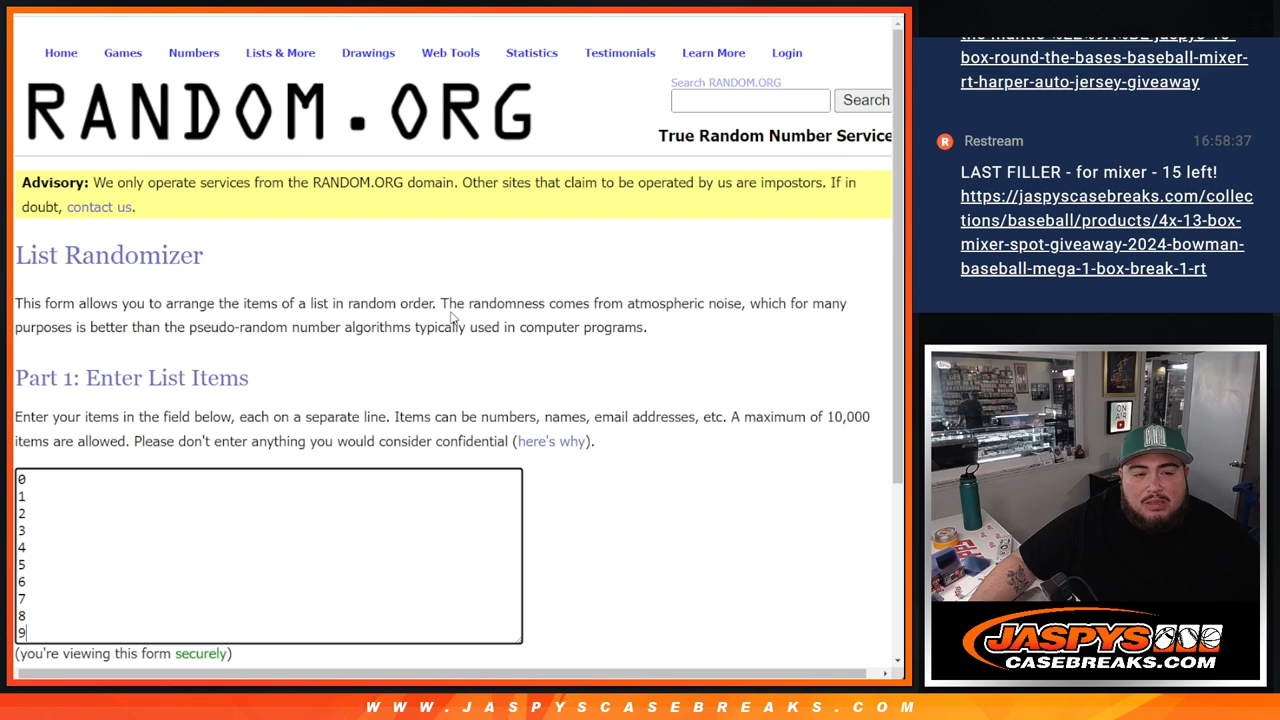 Home Games Numbers Lists & More Drawings Web Tools Statistics Testimonials Learn More Login
Search RANDOM.ORG
RANDOM.ORG
Search
True Random Number Service
Advisory: We only operate services from the RANDOM.ORG domain. Other sites that claim to be operated by us are impostors. If in
doubt, contact us.
List Randomizer
This form allows you to arrange the items of a list in random order. The randomness comes from atmospheric noise, which for many
purposes is better than the pseudo-random number algorithms typically used in computer programs.
Part 1: Enter List Items
Enter your items in the field below, each on a separate line. Items can be numbers, names, email addresses, etc. A maximum of 10,000
items are allowed. Please don't enter anything you would consider confidential (here's why).
0
1
2
3
4
5
6
7
8
9
(you're viewing this form securely)
box-round-the-bases-baseball-mixer-
rt-harper-auto-jersey-giveaway
R Restream 16:58:37
LAST FILLER - for mixer - 15 left!
https://jaspyscasebreaks.com/collec
tions/baseball/products/4x-13-box-
mixer-spot-giveaway-2024-bowman-
baseball-mega-1-box-break-1-rt
ON
AIR
JASPYS
CASEBREAKS.COM
WWW.JASPYSCASEBREAKS.COM